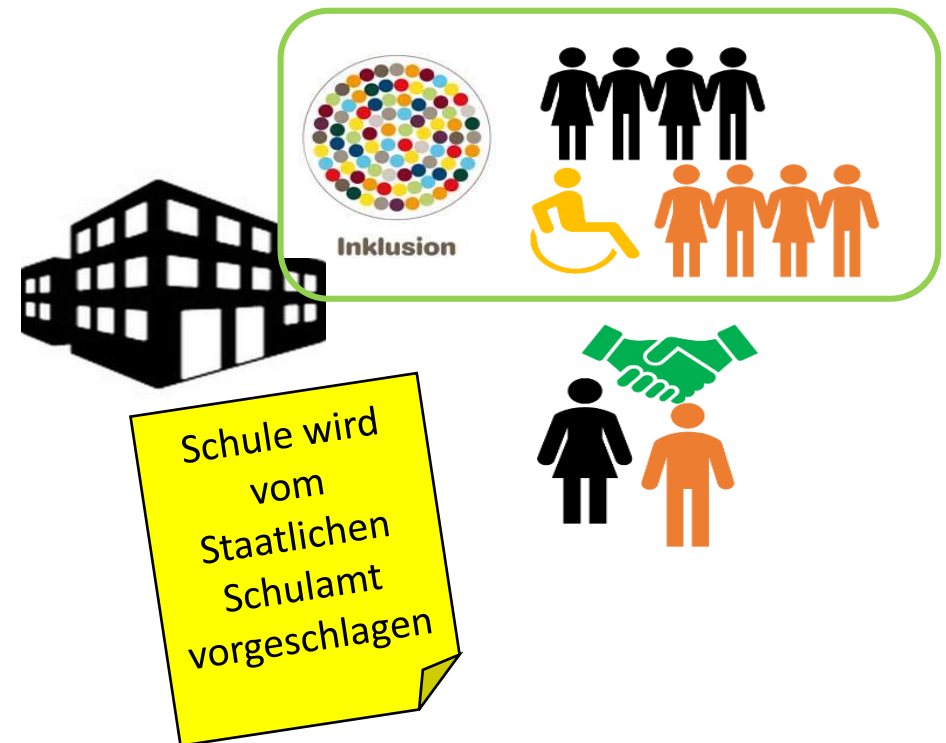 Inklusion
Schule wird
vom
Staatlichen
Schulamt
vorgeschlagen